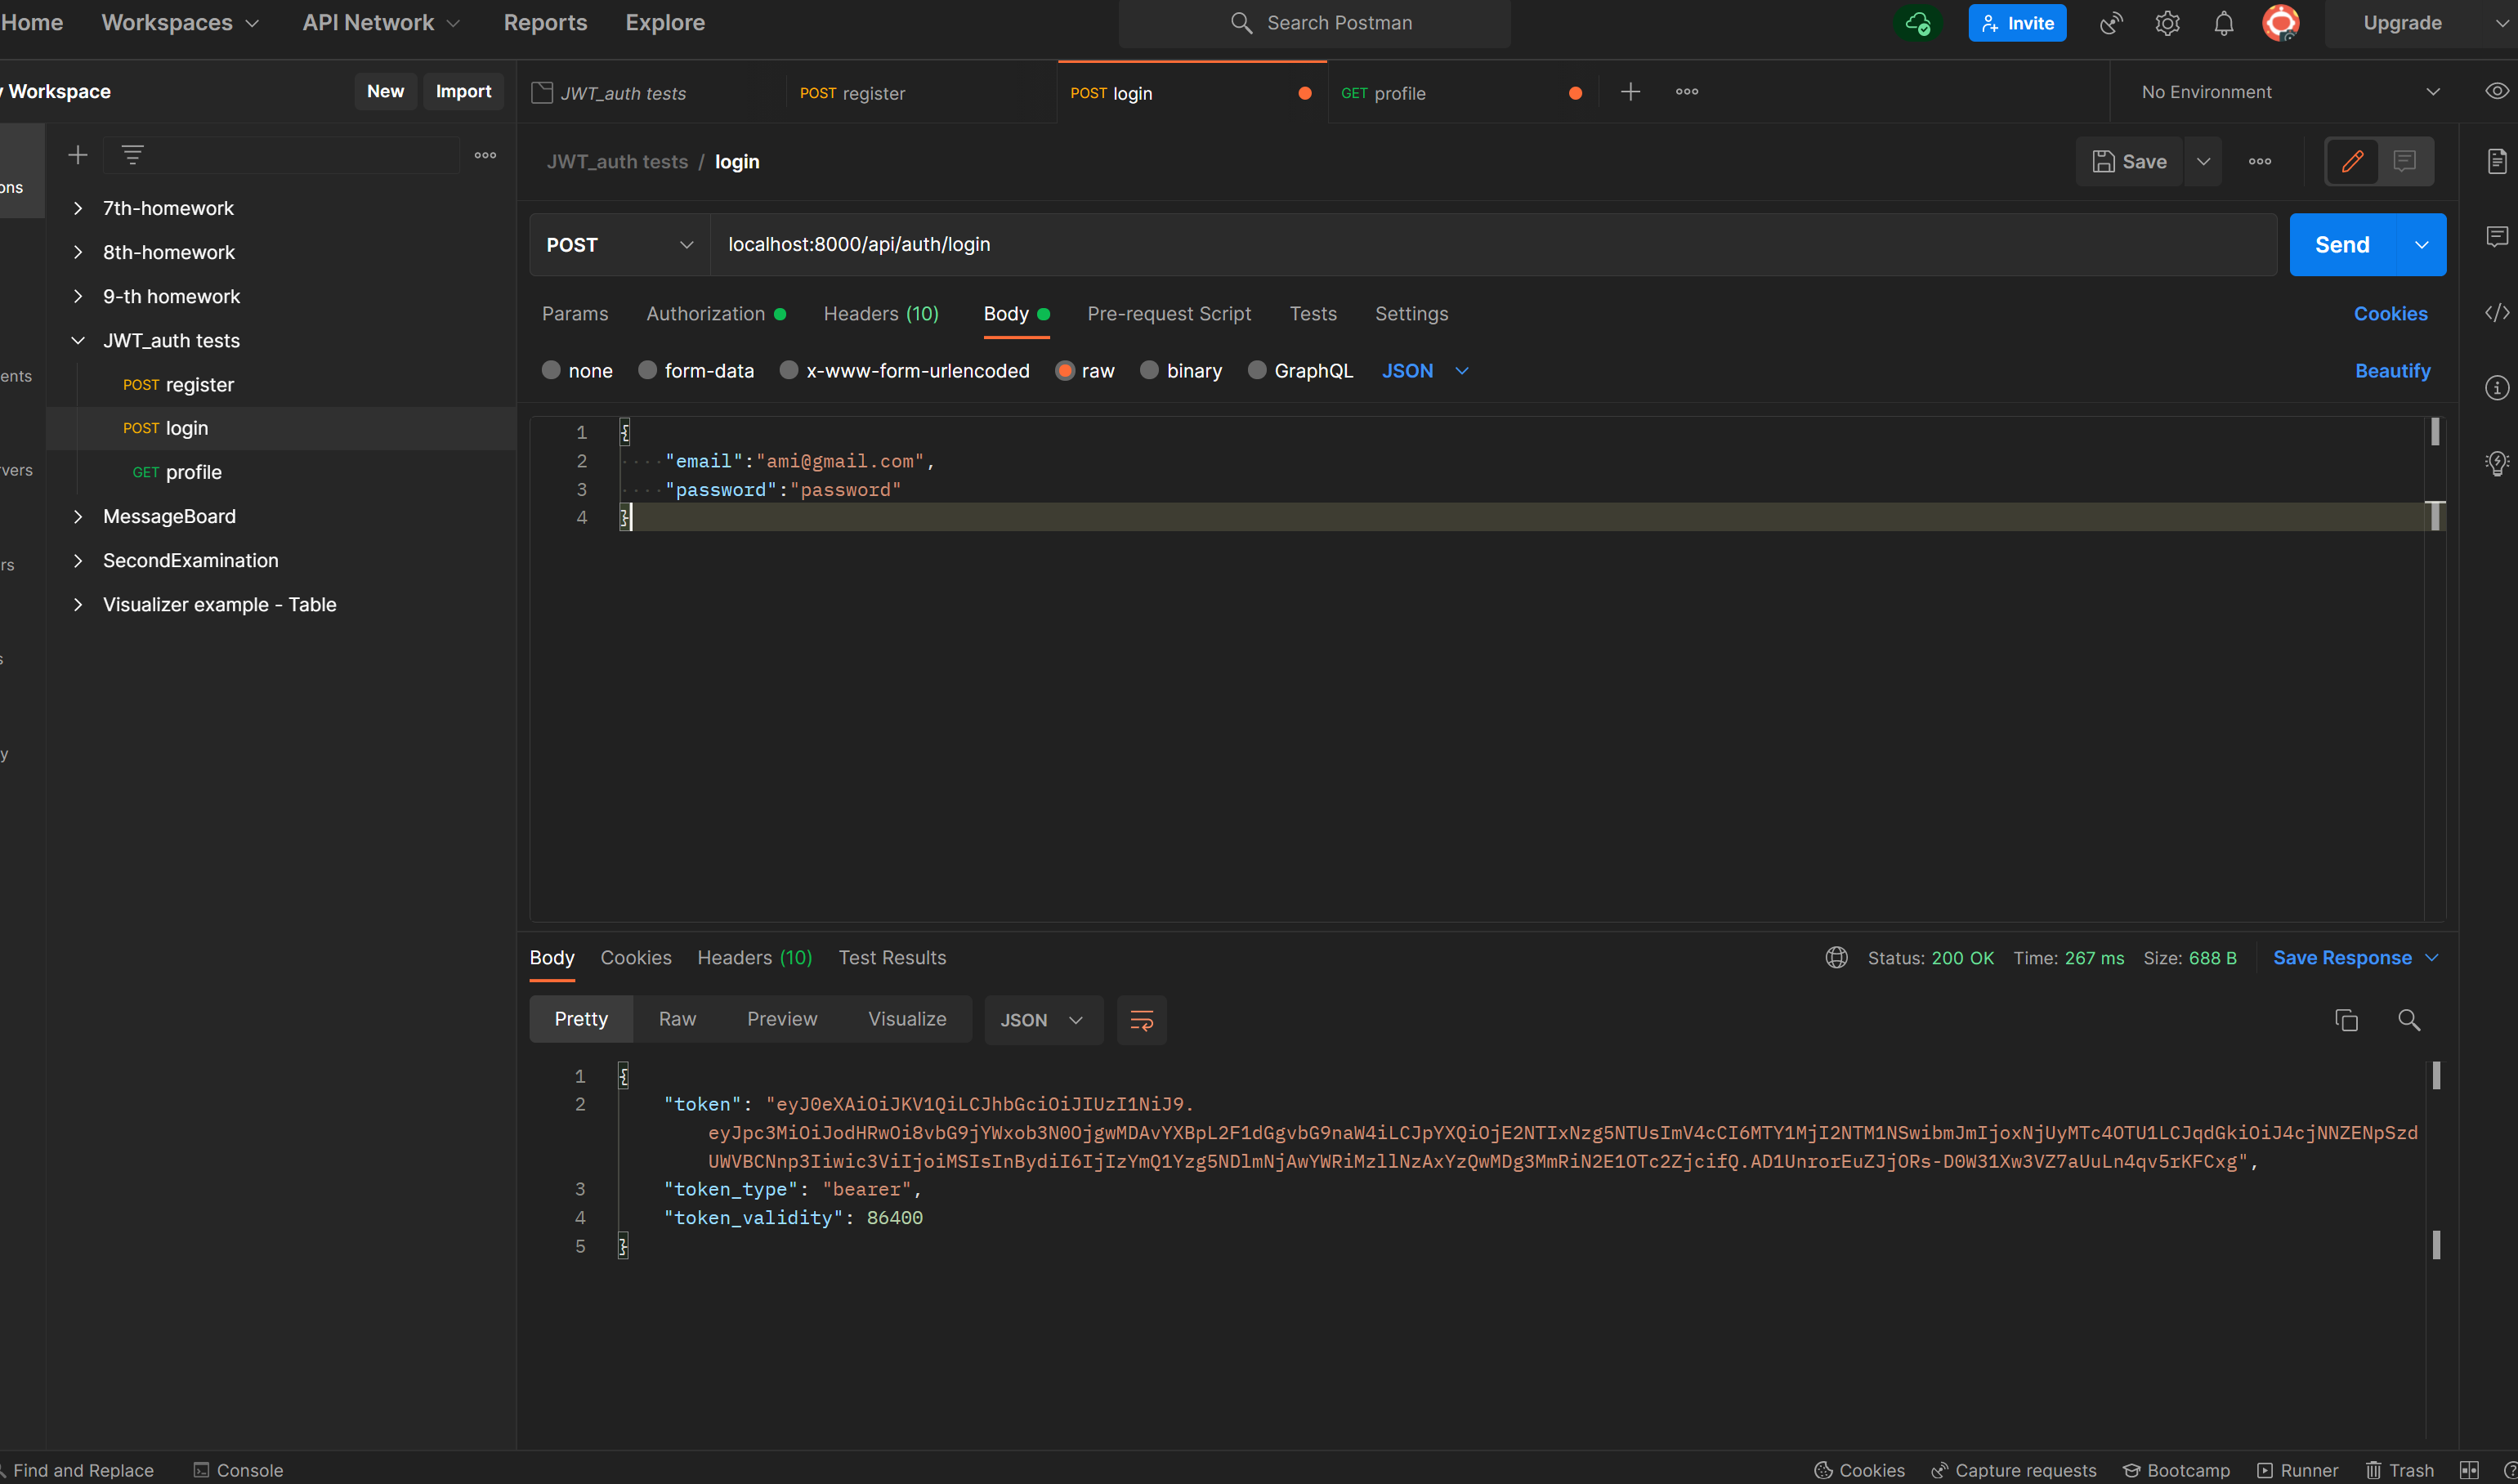 Home Workspaces API Network Reports Explore Search Postman Invite Upgrade
Workspace New Import JWT_auth tests POST register POST login GET profile No Environment
JWT_auth tests / login Save
ons
7th-homework
8th-homework
9-th homework
JWT_auth tests
POST register
ents
POST login
vers
GET profile
MessageBoard
rs
SecondExamination
Visualizer example - Table
s
y
POST localhost:8000/api/auth/login Send
Params Authorization Headers (10) Body Pre-request Script Tests Settings Cookies
none form-data x-www-form-urlencoded raw binary GraphQL JSON Beautify
1 {
2 "email":"ami@gmail.com",
3 "password":"password"
4 }
Body Cookies Headers (10) Test Results Status: 200 OK Time: 267 ms Size: 688 B Save Response
Pretty Raw Preview Visualize JSON
1 {
2 "token": "eyJ0eXAiOiJKV1QiLCJhbGciOiJIUzI1NiJ9.
eyJpc3MiOiJodHRwOi8vbG9jYWxob3N0OjgwMDAvYXBpL2F1dGgvbG9naW4iLCJpYXQiOjE2NTIxNzg5NTUsImV4cCI6MTY1MjI2NTM1NSwibmJmIjoxNjUyMTc4OTU1LCJqdGkiOiJ4cjNNZENpSzd
UWVBCNnp3Iiwic3ViIjoiMSIsInBydiI6IjIzYmQ1Yzg5NDlmNjAwYWRiMzllNzAxYzQwMDg3MmRiN2E1OTc2ZjcifQ.AD1UnrorEuZJjORs-D0W31Xw3VZ7aUuLn4qv5rKFCxg",
3 "token_type": "bearer",
4 "token_validity": 86400
5 }
Find and Replace Console Cookies Capture requests Bootcamp Runner Trash